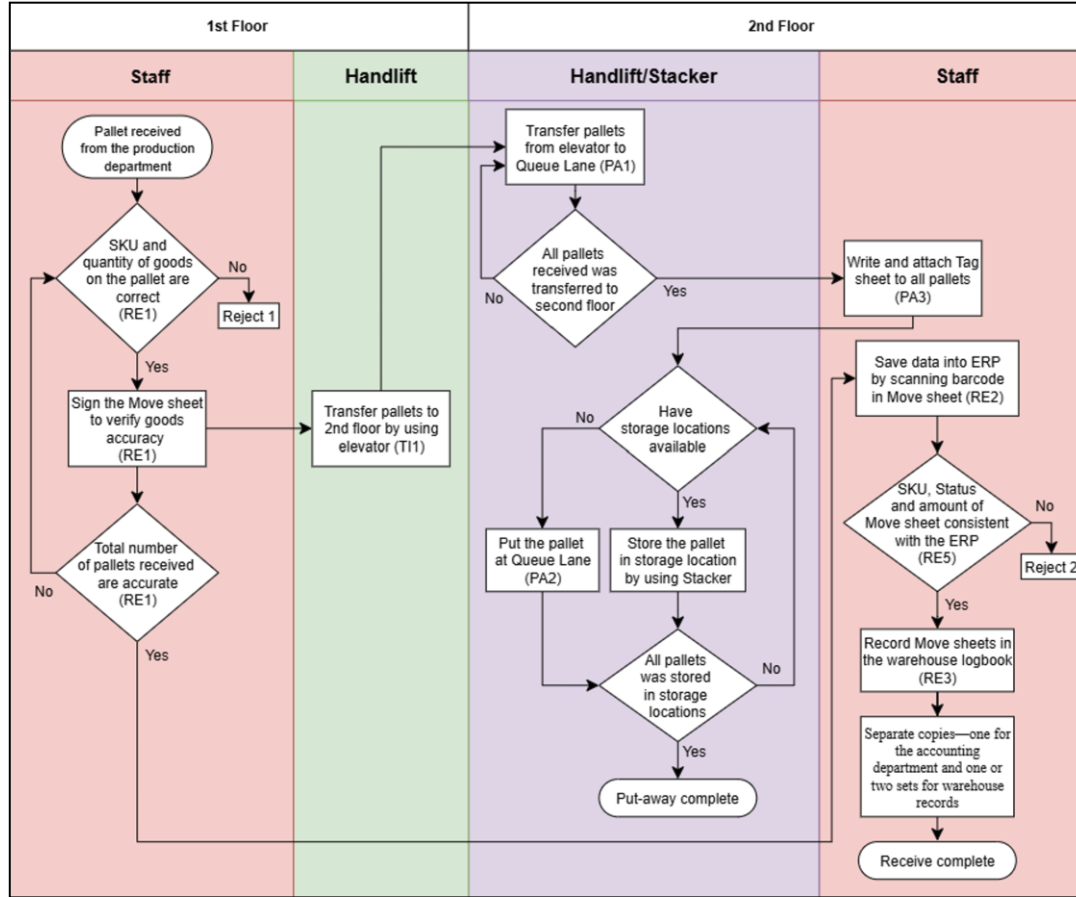 1st Floor
2nd Floor
Staff
Handlift
Handlift/Stacker
Staff
Pallet received
from the production
department
SKU and
quantity of goods
on the pallet are
correct
(RE1)
No
Reject 1
Yes
Sign the Move sheet
to verify goods
accuracy
(RE1)
Total number
of pallets received
are accurate
(RE1)
No
Yes
Transfer pallets to
2nd floor by using
elevator (TI1)
Transfer pallets
from elevator to
Queue Lane (PA1)
All pallets
received was
transferred to
second floor
No
Yes
Write and attach Tag
sheet to all pallets
(PA3)
Have
storage locations
available
No
Yes
Put the pallet
at Queue Lane
(PA2)
Store the pallet
in storage location
by using Stacker
All pallets
was stored
in storage
locations
No
Yes
Put-away complete
Save data into ERP
by scanning barcode
in Move sheet (RE2)
SKU, Status
and amount of
Move sheet consistent
with the ERP
(RE5)
No
Reject 2
Yes
Record Move sheets in
the warehouse logbook
(RE3)
Separate copies—one for
the accounting
department and one or
two sets for warehouse
records
Receive complete